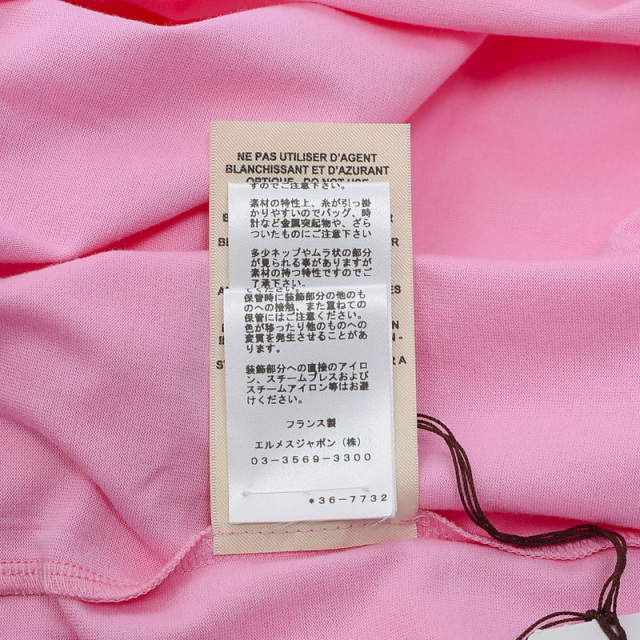 NE PAS UTILISER D'AGENT
BLANCHISSANT ET D'AZURANT
OPTIQUE - DO NOT USE
すのでご注意下さい。
素材の特性上、糸が引っ掛
かりやすいのでバッグ、時
計など金属突起物や、ざら
ついたものにご注意下さい
多少ネップやムラ状の部分
が見られる事がありますが
素材の持つ特性ですのでご
了承下さい。
保管時に装飾部分の他のも
のへの接触、また重ねての
保管にはご注意ください。
色が移ったり他のものへの
変質を発生させることがあ
ります。
装飾部分への直接のアイロ
ン、スチームプレスおよび
スチームアイロン等はお避
けください。
フランス製
エルメスジャポン（株）
03-3569-3300
*36-7732